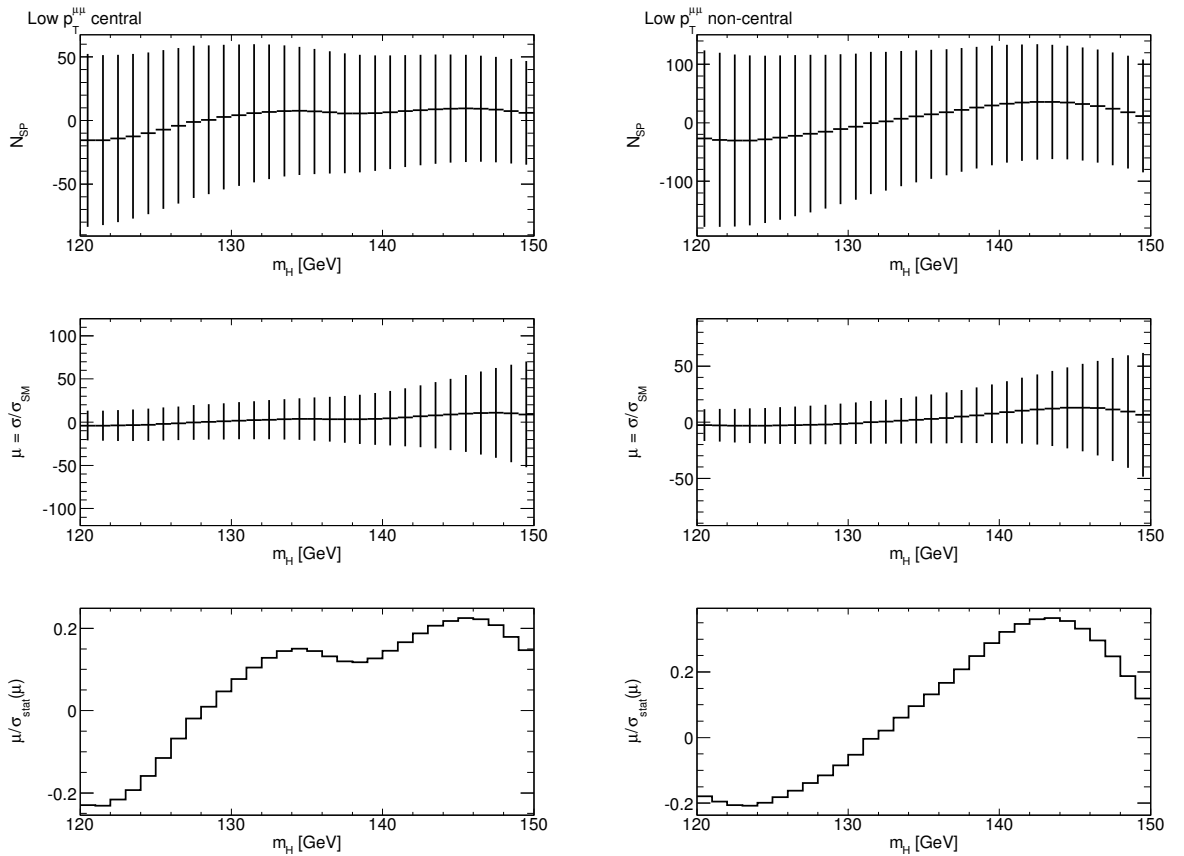 Low p_T^μμ central
50
0
-50
N_SP
120 130 140 150
m_H [GeV]
100
50
0
-50
-100
μ = σ/σ_SM
120 130 140 150
m_H [GeV]
0.2
0
-0.2
μ/σ_stat(μ)
120 130 140 150
m_H [GeV]
Low p_T^μμ non-central
100
0
-100
N_SP
120 130 140 150
m_H [GeV]
50
0
-50
μ = σ/σ_SM
120 130 140 150
m_H [GeV]
0.2
0
-0.2
μ/σ_stat(μ)
120 130 140 150
m_H [GeV]